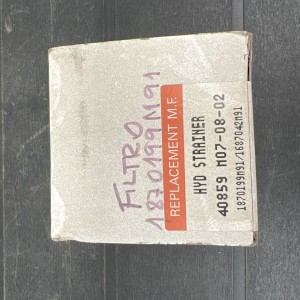 FILTRO
1870199M91
REPLACEMENT M.F.
HYD STRAINER
40859 M07-08-02
1870199M91/1687042M91